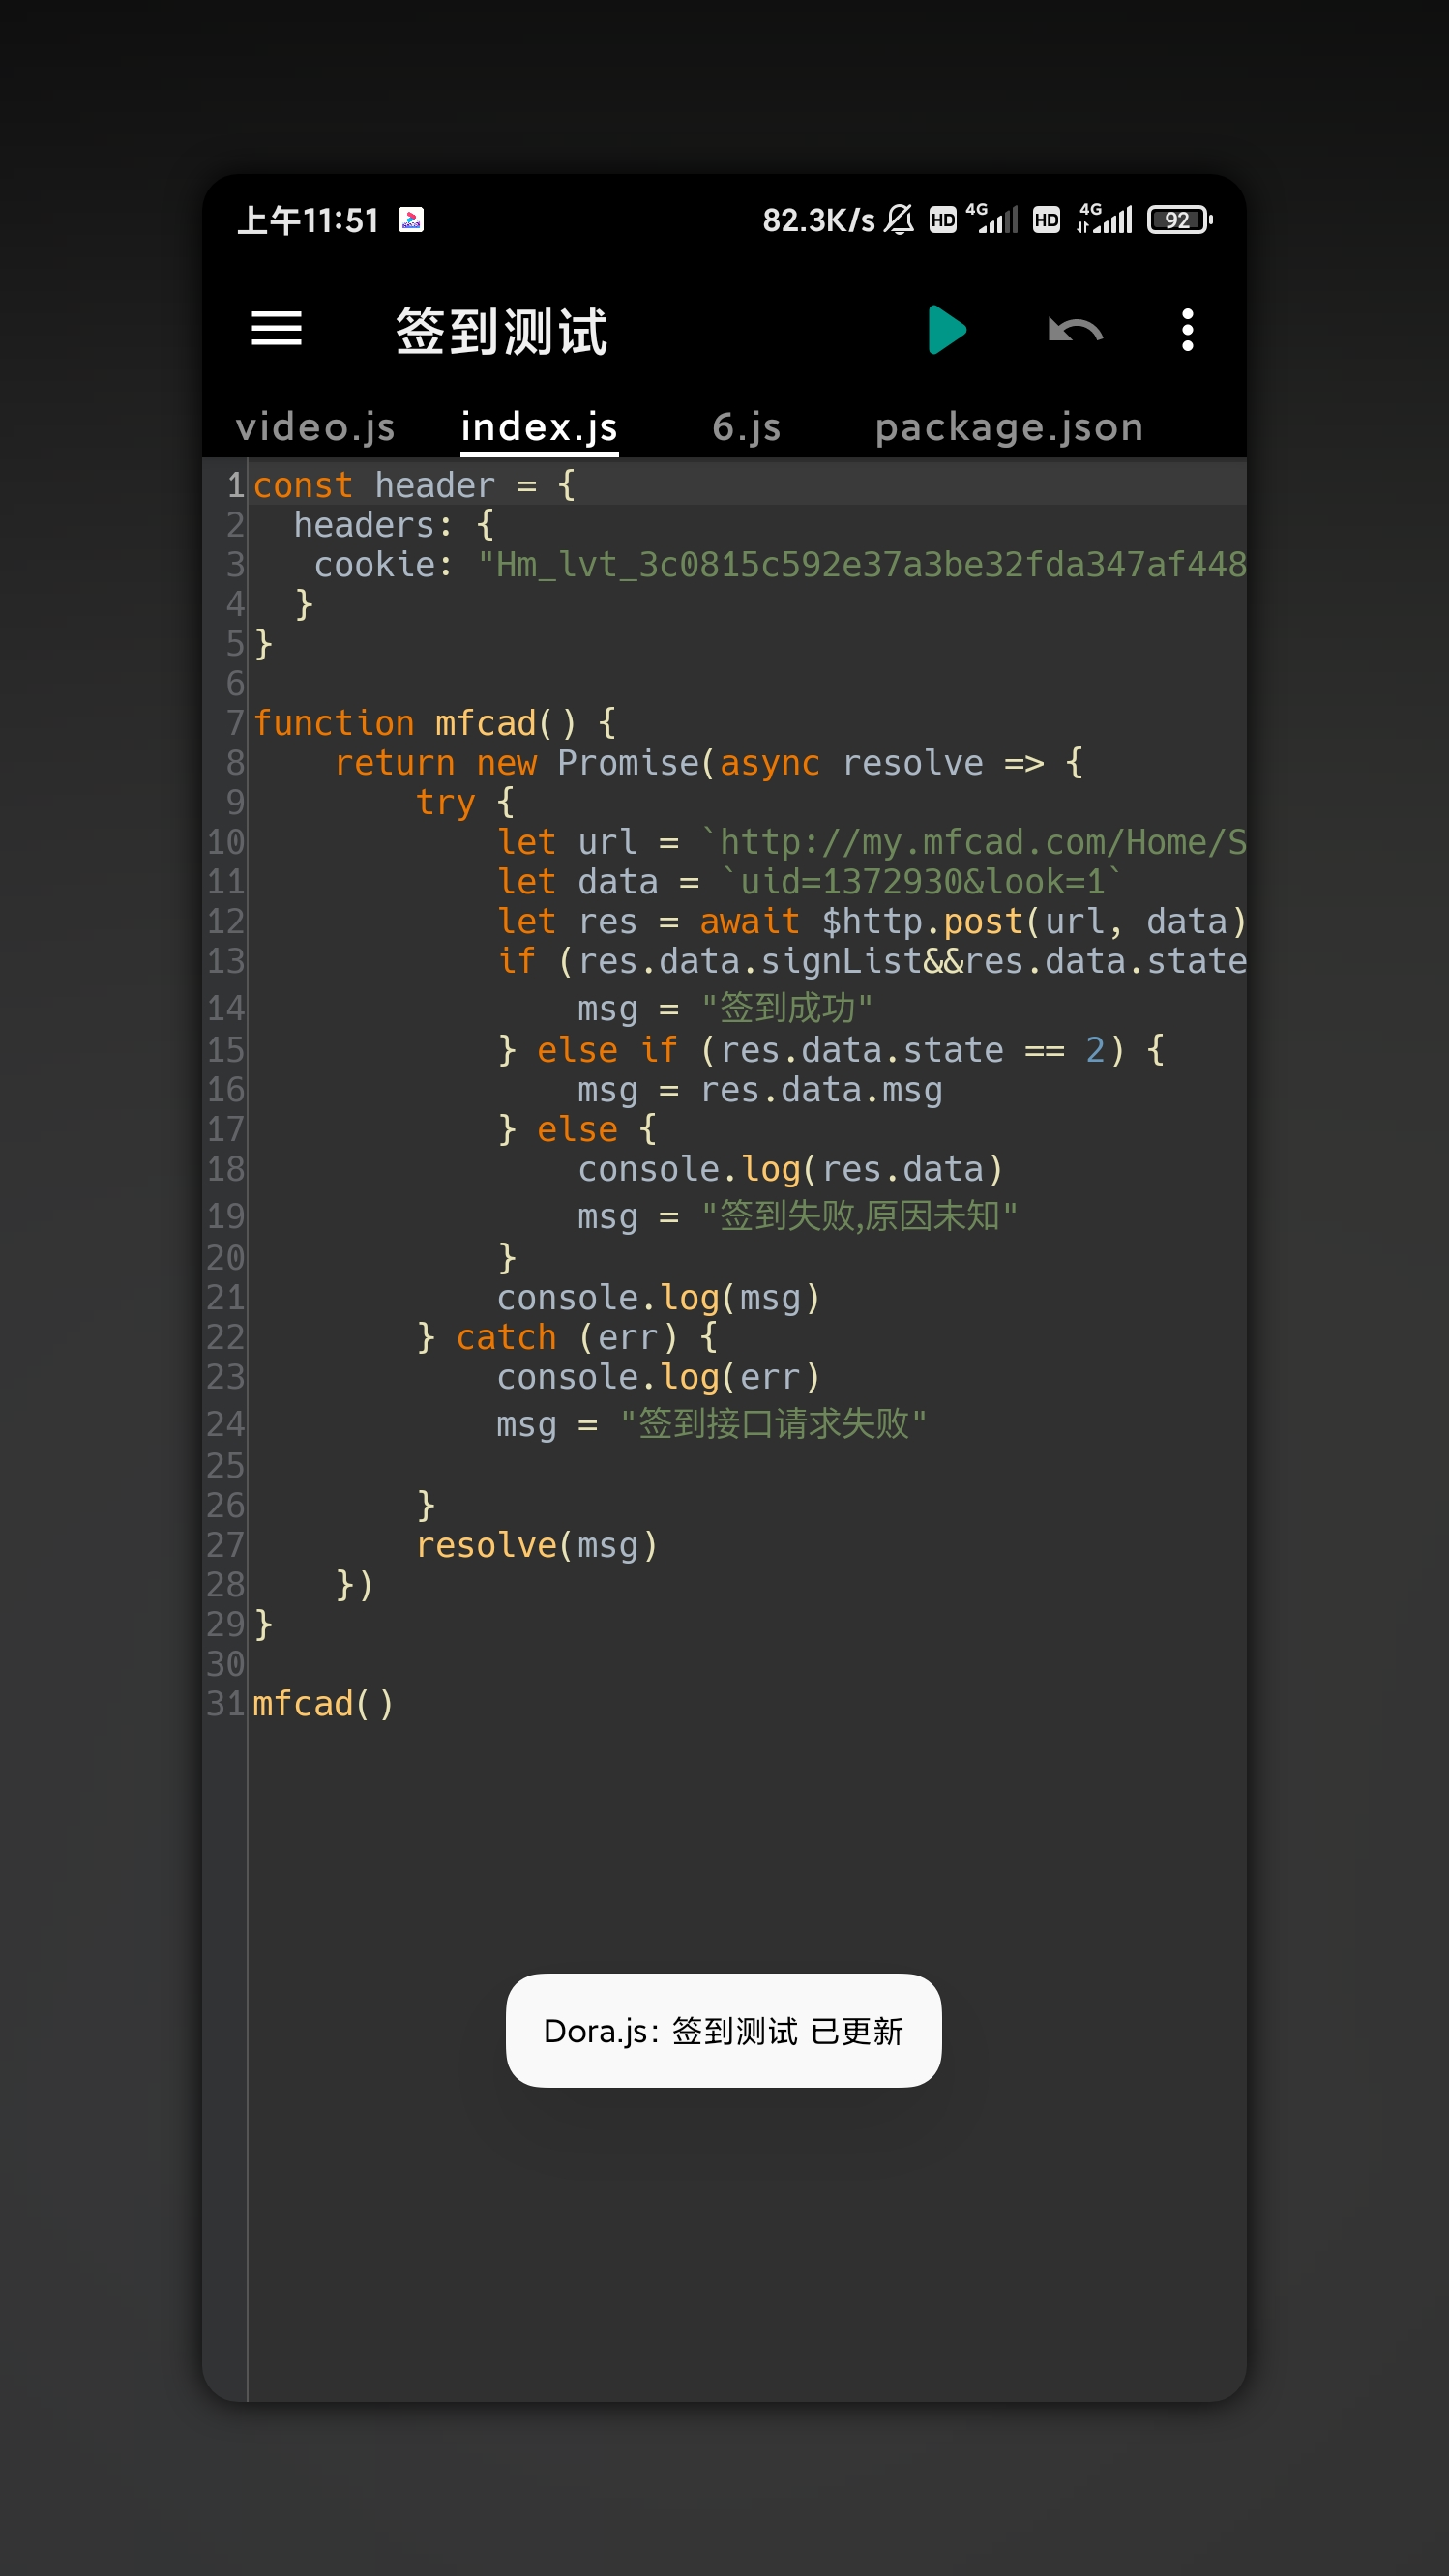 上午11:51
82.3K/s HD 4G HD 4G 92
签到测试
video.js index.js 6.js package.json
1 const header = {
2 headers: {
3 cookie: "Hm_lvt_3c0815c592e37a3be32fda347af448
4 }
5 }
6
7 function mfcad() {
8 return new Promise(async resolve => {
9 try {
10 let url = `http://my.mfcad.com/Home/S
11 let data = `uid=1372930&look=1`
12 let res = await $http.post(url, data)
13 if (res.data.signList&&res.data.state
14 msg = "签到成功"
15 } else if (res.data.state == 2) {
16 msg = res.data.msg
17 } else {
18 console.log(res.data)
19 msg = "签到失败,原因未知"
20 }
21 console.log(msg)
22 } catch (err) {
23 console.log(err)
24 msg = "签到接口请求失败"
25
26 }
27 resolve(msg)
28 })
29 }
30
31 mfcad()
Dora.js: 签到测试 已更新